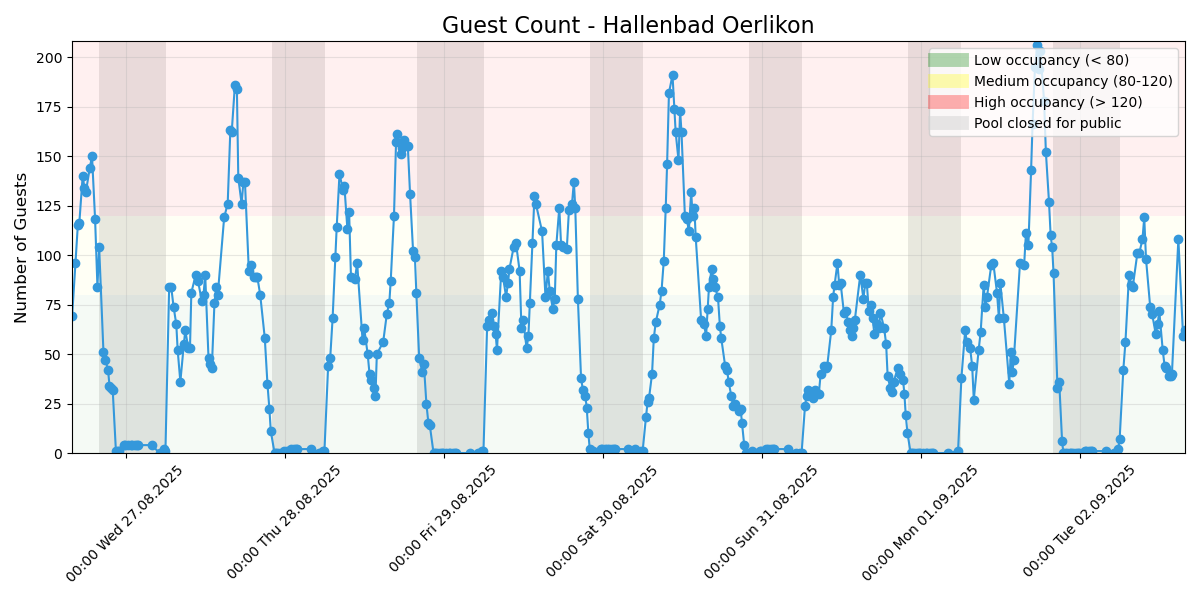 Guest Count - Hallenbad Oerlikon
Number of Guests
200
175
150
125
100
75
50
25
0
Low occupancy (< 80)
Medium occupancy (80-120)
High occupancy (> 120)
Pool closed for public
00:00 Wed 27.08.2025
00:00 Thu 28.08.2025
00:00 Fri 29.08.2025
00:00 Sat 30.08.2025
00:00 Sun 31.08.2025
00:00 Mon 01.09.2025
00:00 Tue 02.09.2025